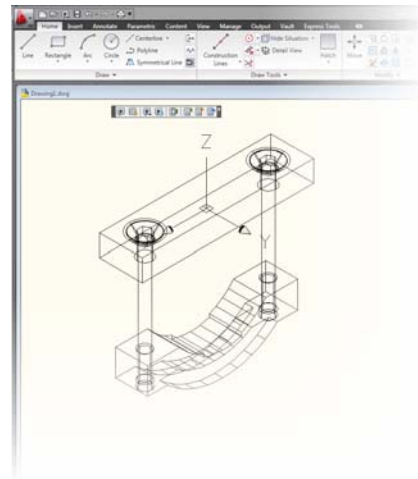 Home Insert Annotate Parametric Content View Manage Output Vault Express Tools
Line Rectangle Arc Circle
Centerline
Polyline
Symmetrical Line
Construction Lines
Hide Situation
Detail View
Hatch
Move
Draw
Draw Tools
Modify
Drawing1.dwg
Z
Y